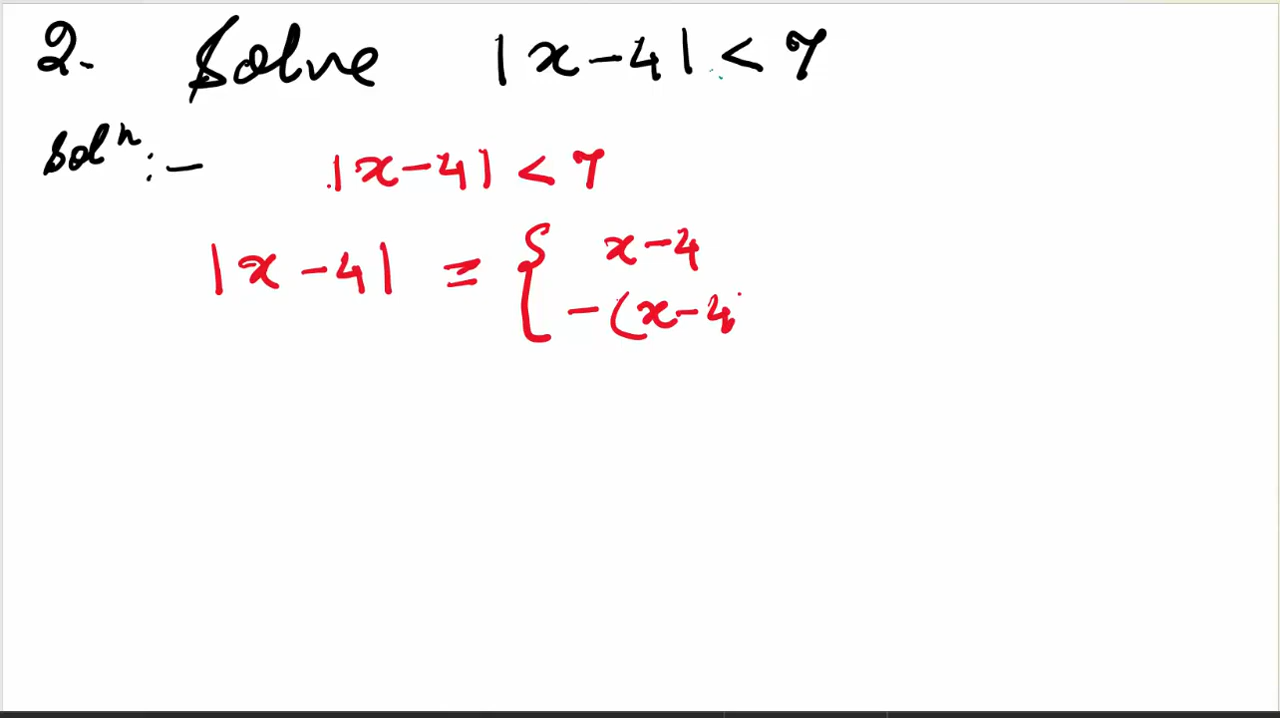 2. Solve |x-4| < 7
Solⁿ :- |x-4| < 7
|x-4| = { x-4
-(x-4